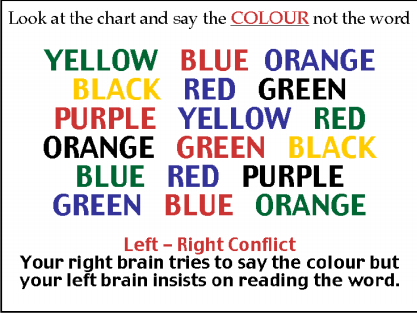 Look at the chart and say the COLOUR not the word
YELLOW BLUE ORANGE
BLACK RED GREEN
PURPLE YELLOW RED
ORANGE GREEN BLACK
BLUE RED PURPLE
GREEN BLUE ORANGE
Left – Right Conflict
Your right brain tries to say the colour but
your left brain insists on reading the word.